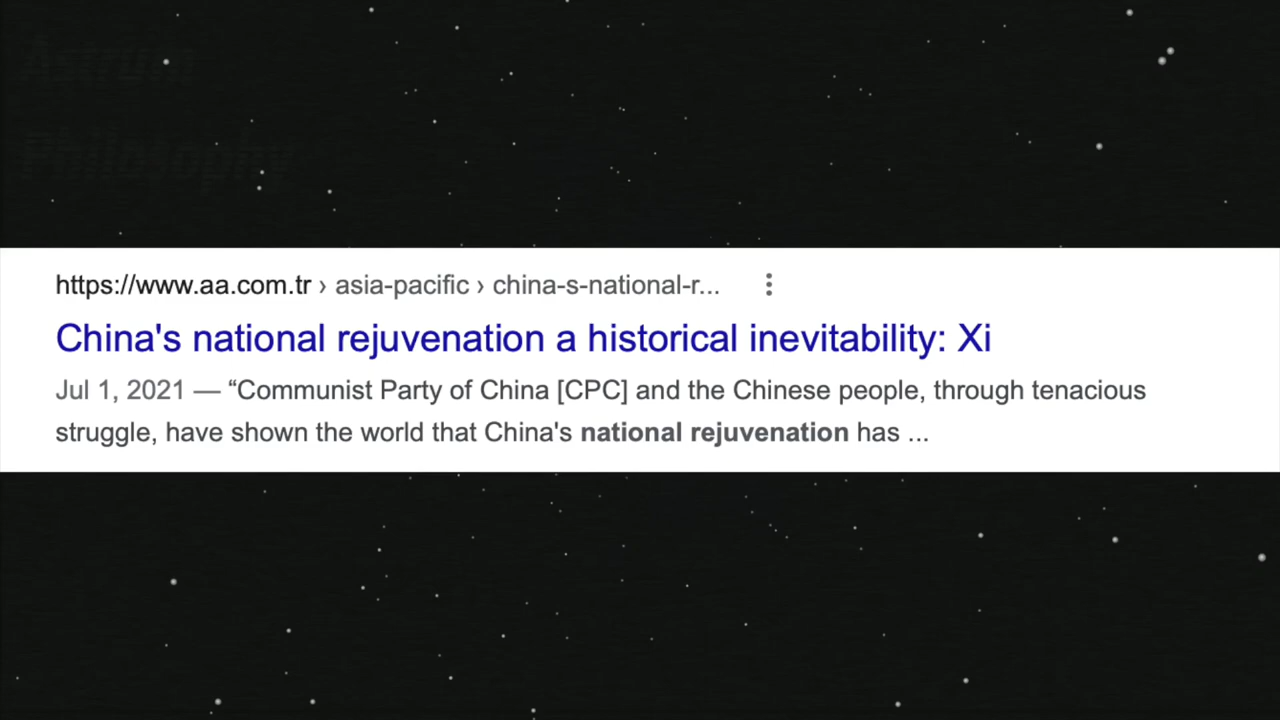 Astrum
Philosophy
https://www.aa.com.tr › asia-pacific › china-s-national-r...
China's national rejuvenation a historical inevitability: Xi
Jul 1, 2021 — “Communist Party of China [CPC] and the Chinese people, through tenacious
struggle, have shown the world that China's national rejuvenation has ...